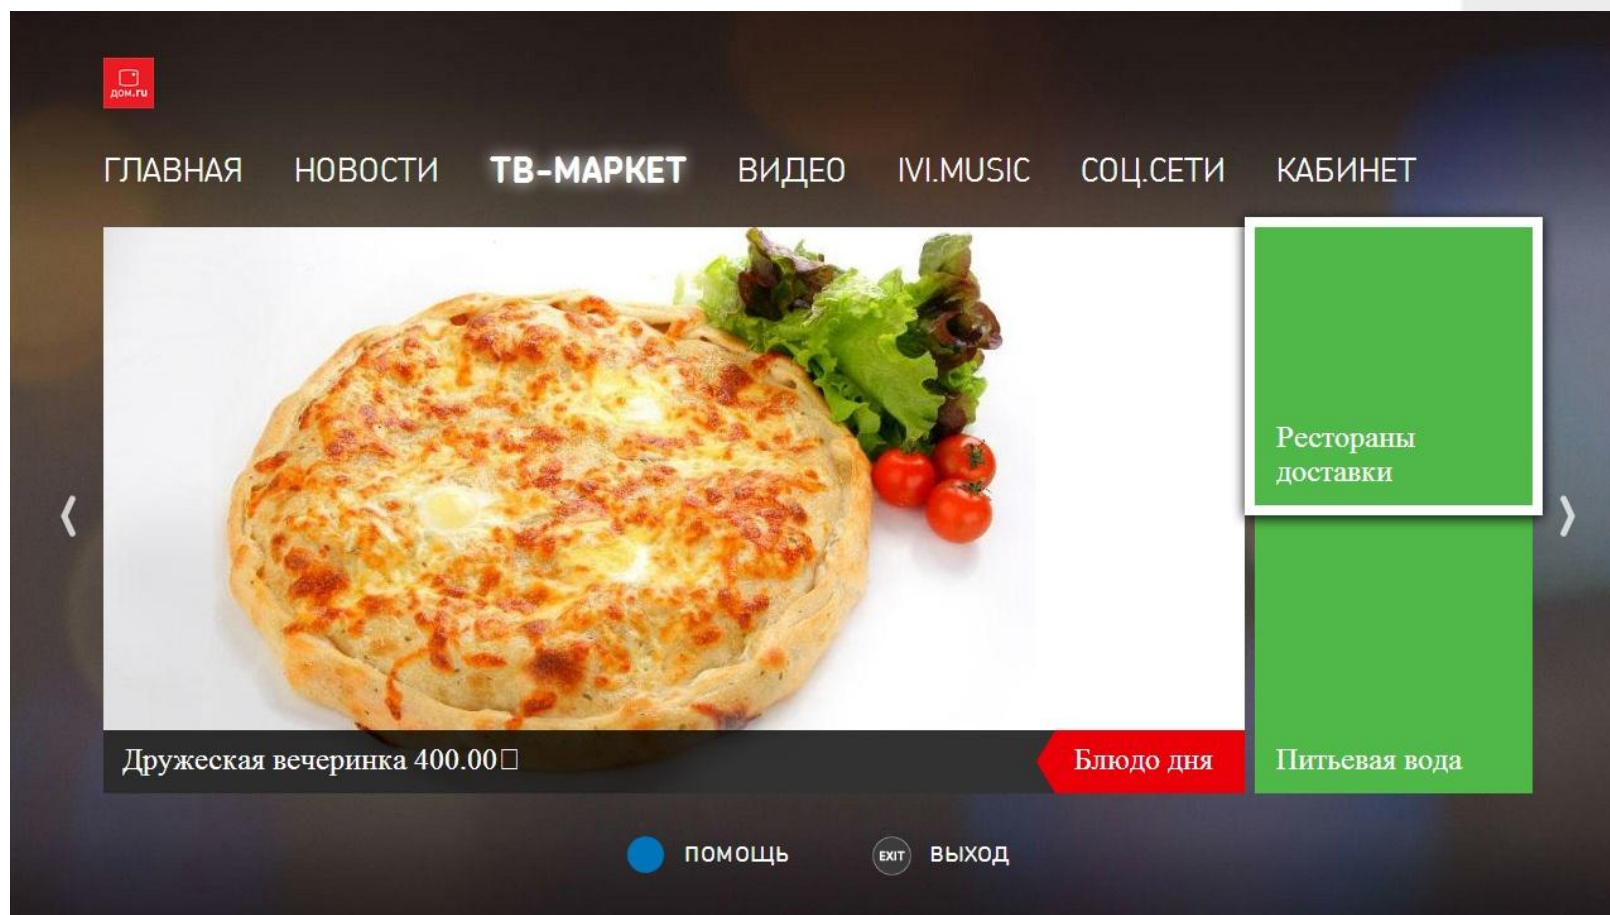 дом.ru
ГЛАВНАЯ НОВОСТИ ТВ-МАРКЕТ ВИДЕО IVI.MUSIC СОЦ.СЕТИ КАБИНЕТ
Рестораны
доставки
Дружеская вечеринка 400.00□
Блюдо дня
Питьевая вода
ПОМОЩЬ
EXIT ВЫХОД